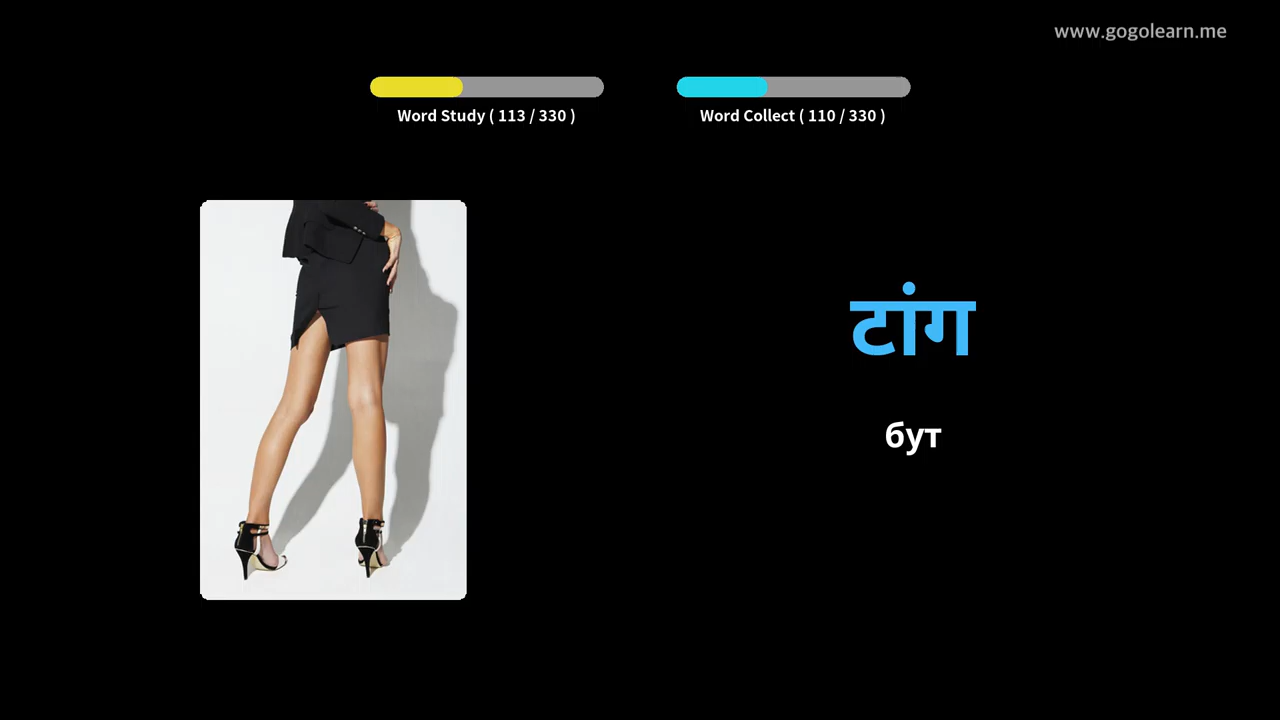 www.gogolearn.me
Word Study ( 113 / 330 )
Word Collect ( 110 / 330 )
टांग
бут